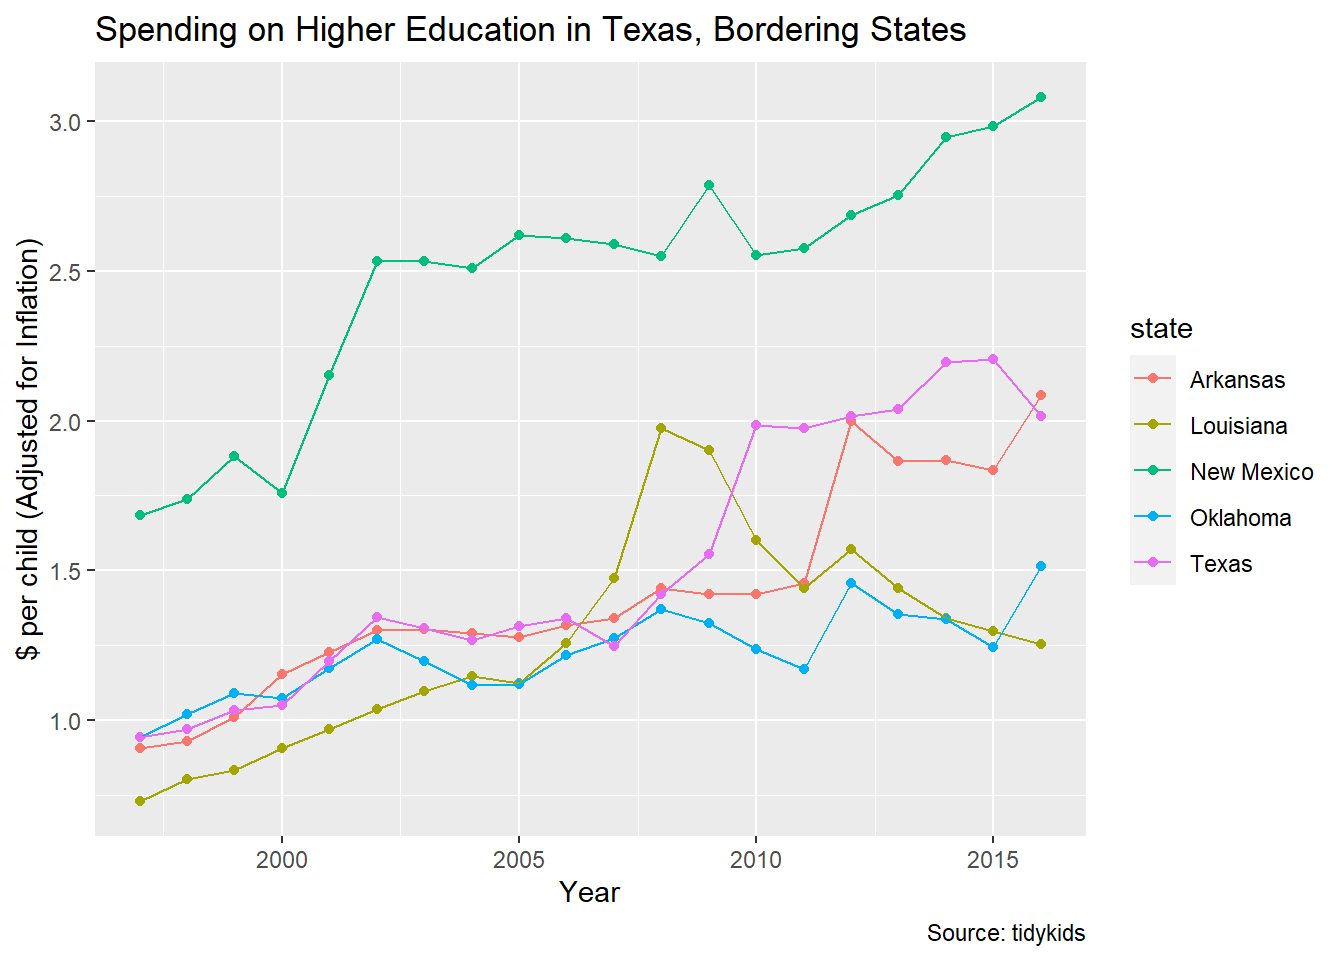 Spending on Higher Education in Texas, Bordering States
$ per child (Adjusted for Inflation)
3.0
2.5
2.0
1.5
1.0
2000 2005 2010 2015
Year
state
Arkansas
Louisiana
New Mexico
Oklahoma
Texas
Source: tidykids